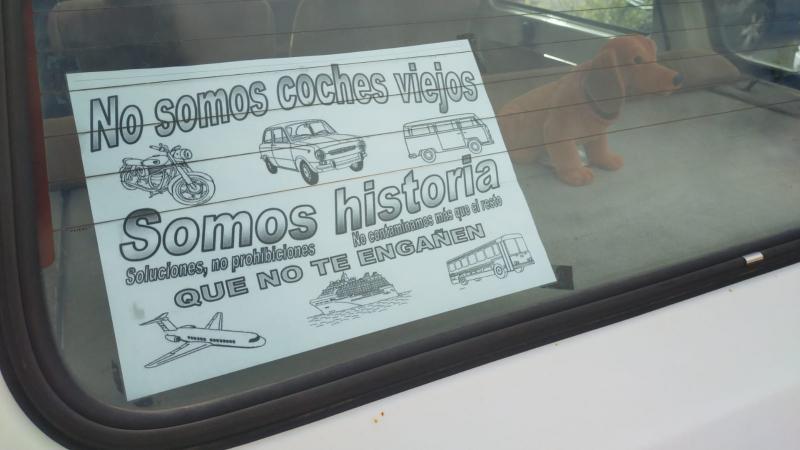 No somos coches viejos
Somos historia
Soluciones, no prohibiciones
No contaminamos más que el resto
QUE NO TE ENGAÑEN